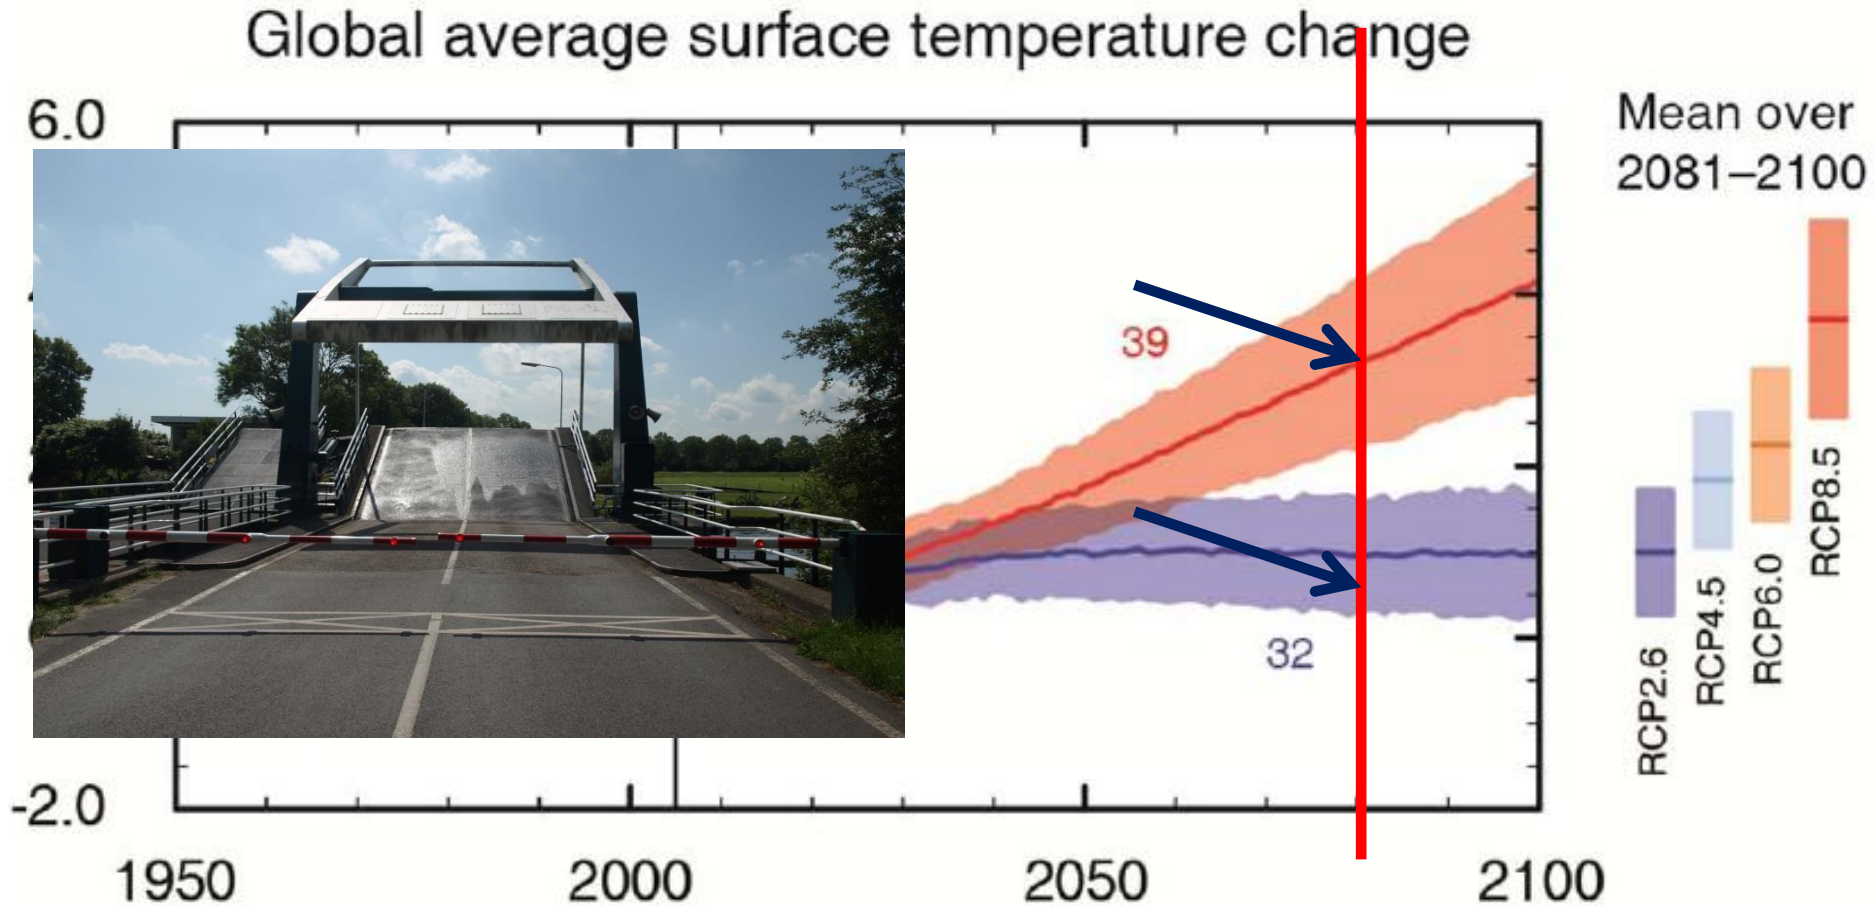 Global average surface temperature change
6.0
Mean over
2081–2100
39
32
RCP2.6
RCP4.5
RCP6.0
RCP8.5
-2.0
1950
2000
2050
2100